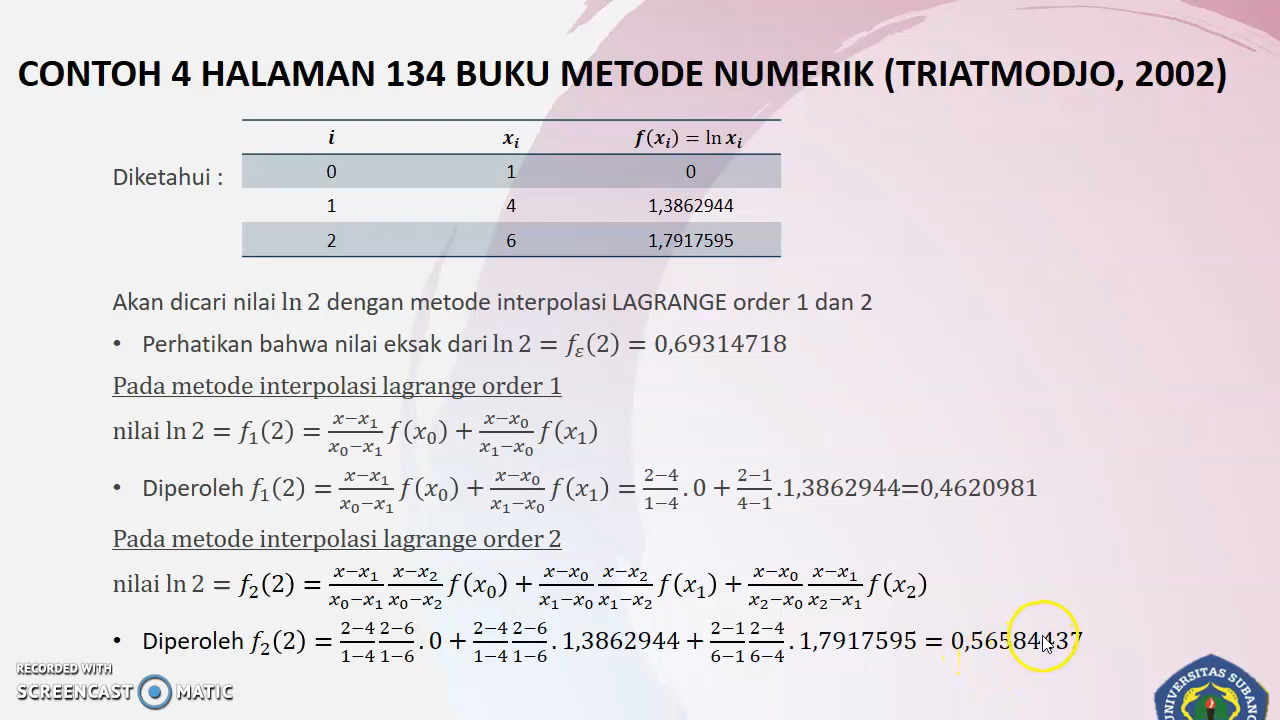 CONTOH 4 HALAMAN 134 BUKU METODE NUMERIK (TRIATMODJO, 2002)
Diketahui :
i x_i f(x_i) = ln x_i
0 1 0
1 4 1,3862944
2 6 1,7917595
Akan dicari nilai ln 2 dengan metode interpolasi LAGRANGE order 1 dan 2
• Perhatikan bahwa nilai eksak dari ln 2 = f_ε(2) = 0,69314718
Pada metode interpolasi lagrange order 1
nilai ln 2 = f_1(2) = (x−x_1)/(x_0−x_1) f(x_0) + (x−x_0)/(x_1−x_0) f(x_1)
• Diperoleh f_1(2) = (x−x_1)/(x_0−x_1) f(x_0) + (x−x_0)/(x_1−x_0) f(x_1) = (2−4)/(1−4) . 0 + (2−1)/(4−1) .1,3862944=0,4620981
Pada metode interpolasi lagrange order 2
nilai ln 2 = f_2(2) = (x−x_1)/(x_0−x_1) (x−x_2)/(x_0−x_2) f(x_0) + (x−x_0)/(x_1−x_0) (x−x_2)/(x_1−x_2) f(x_1) + (x−x_0)/(x_2−x_0) (x−x_1)/(x_2−x_1) f(x_2)
• Diperoleh f_2(2) = (2−4)/(1−4) (2−6)/(1−6) . 0 + (2−4)/(1−4) (2−6)/(1−6) . 1,3862944 + (2−1)/(6−1) (2−4)/(6−4) . 1,7917595 = 0,56584437
RECORDED WITH
SCREENCAST MATIC
UNIVERSITAS SUBANG